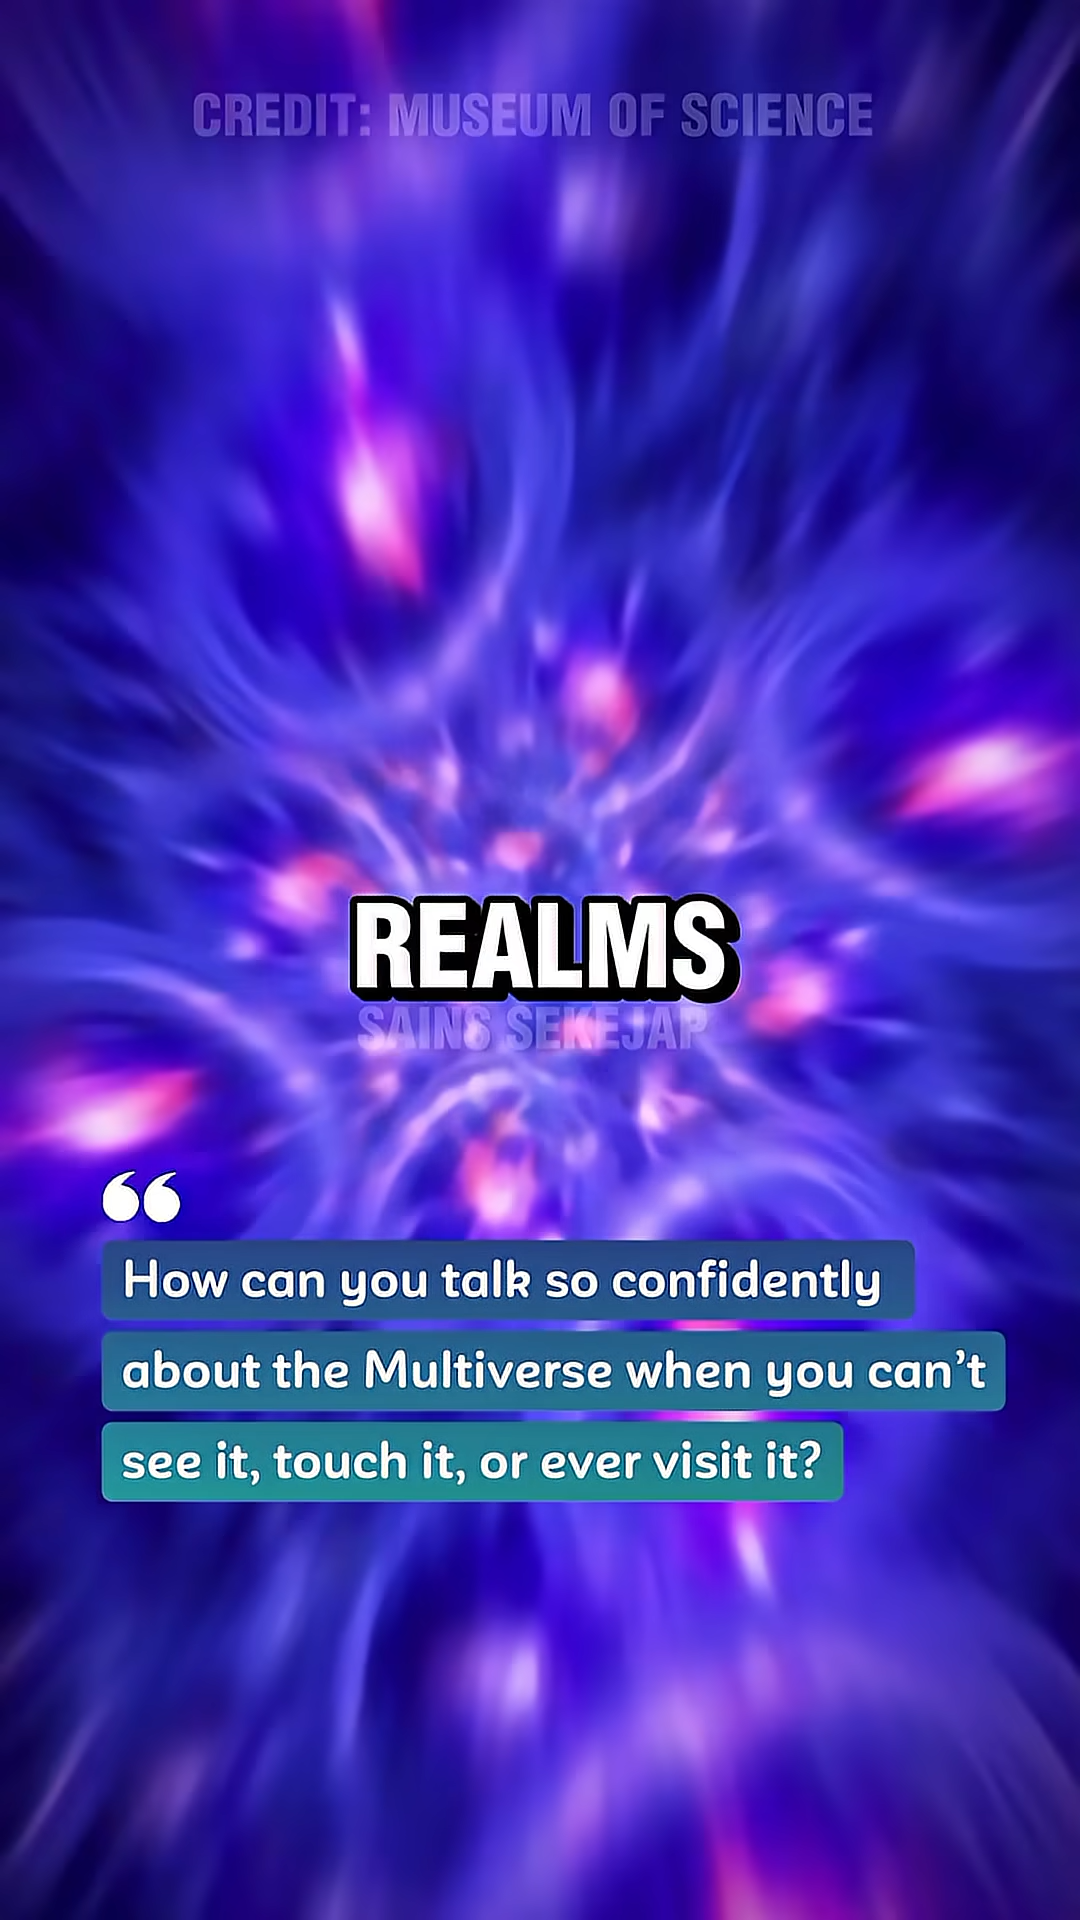 CREDIT: MUSEUM OF SCIENCE
REALMS
SAINS SEKEJAP
“
How can you talk so confidently
about the Multiverse when you can’t
see it, touch it, or ever visit it?